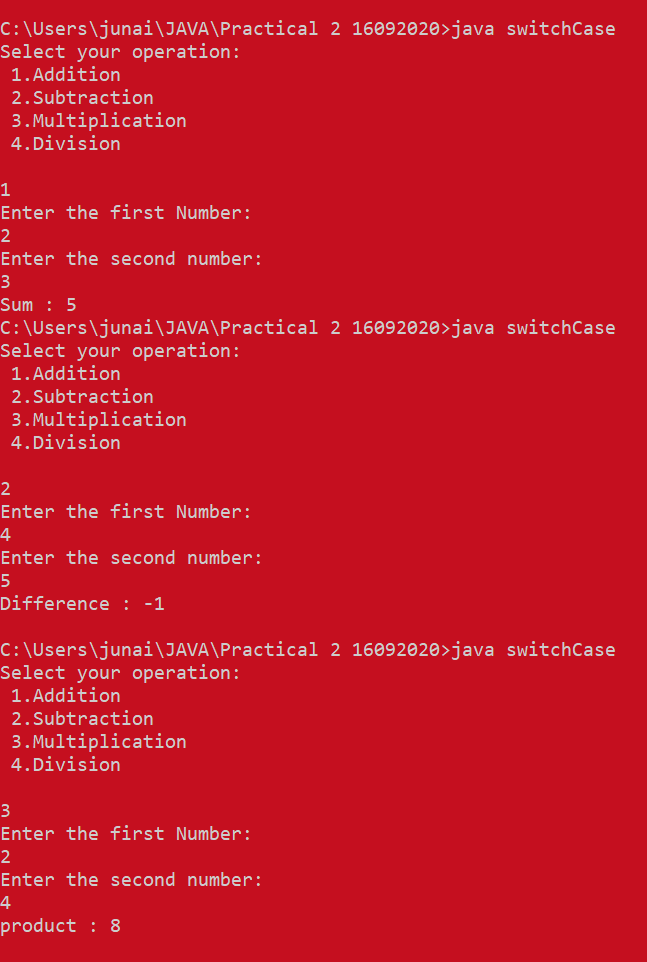 C:\Users\junai\JAVA\Practical 2 16092020>java switchCase
Select your operation:
 1.Addition
 2.Subtraction
 3.Multiplication
 4.Division
1
Enter the first Number:
2
Enter the second number:
3
Sum : 5
C:\Users\junai\JAVA\Practical 2 16092020>java switchCase
Select your operation:
 1.Addition
 2.Subtraction
 3.Multiplication
 4.Division
2
Enter the first Number:
4
Enter the second number:
5
Difference : -1
C:\Users\junai\JAVA\Practical 2 16092020>java switchCase
Select your operation:
 1.Addition
 2.Subtraction
 3.Multiplication
 4.Division
3
Enter the first Number:
2
Enter the second number:
4
product : 8